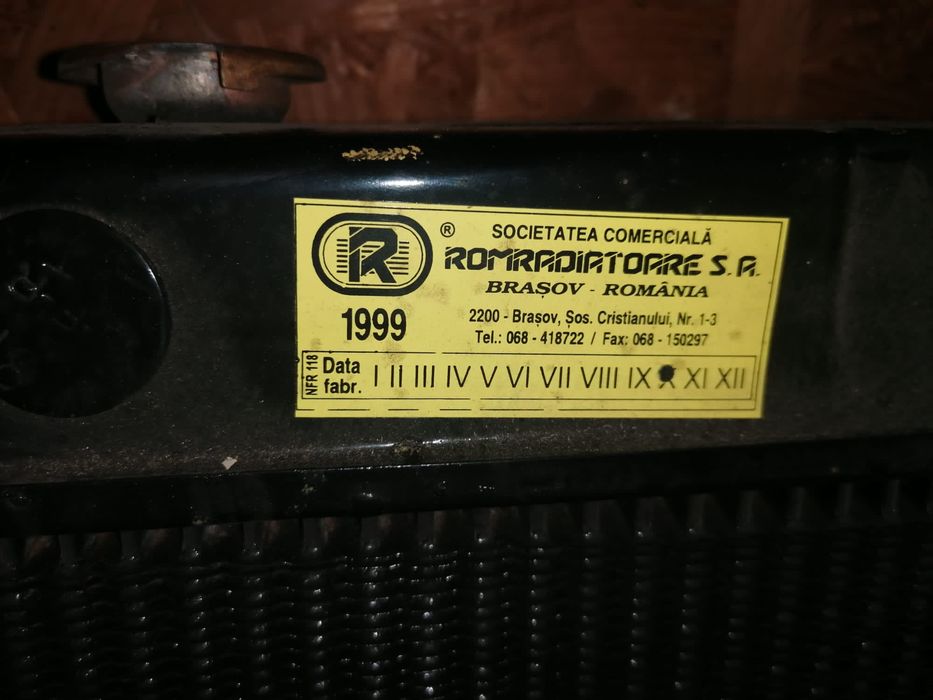 R ® SOCIETATEA COMERCIALĂ
ROMRADIATOARE S.A.
BRAȘOV - ROMÂNIA
1999
2200 - Brașov, Șos. Cristianului, Nr. 1-3
Tel.: 068 - 418722 / Fax: 068 - 150297
NFR 118
Data fabr. I II III IV V VI VII VIII IX X XI XII